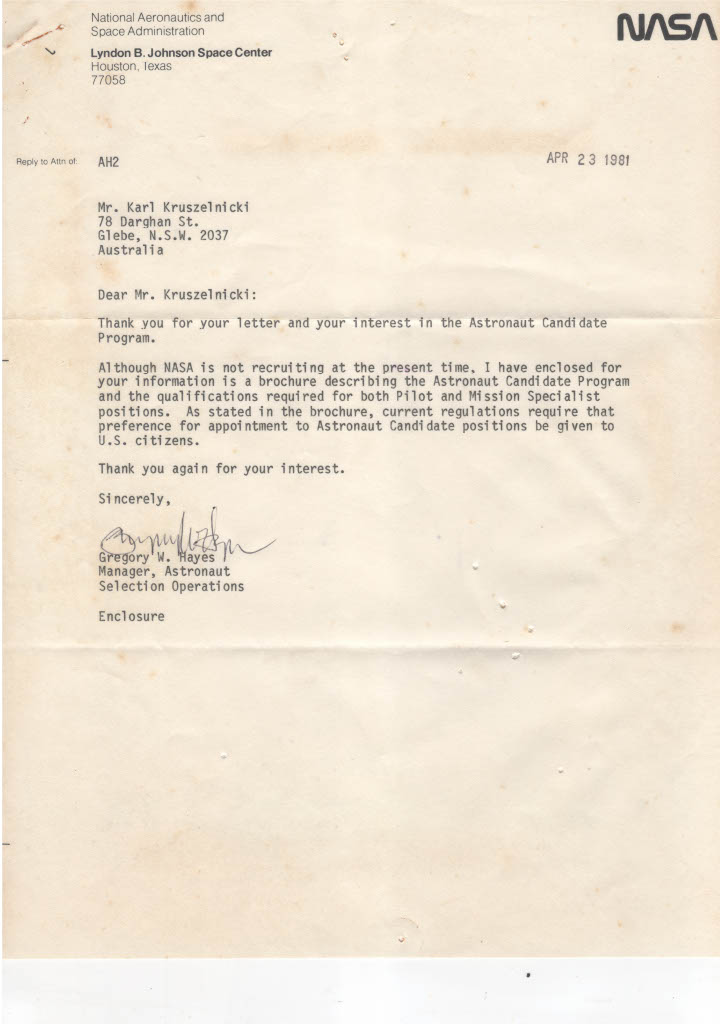 National Aeronautics and
Space Administration
Lyndon B. Johnson Space Center
Houston, Texas
77058
NASA
Reply to Attn of:
AH2
APR 23 1981
Mr. Karl Kruszelnicki
78 Darghan St.
Glebe, N.S.W. 2037
Australia
Dear Mr. Kruszelnicki:
Thank you for your letter and your interest in the Astronaut Candidate
Program.
Although NASA is not recruiting at the present time, I have enclosed for
your information is a brochure describing the Astronaut Candidate Program
and the qualifications required for both Pilot and Mission Specialist
positions. As stated in the brochure, current regulations require that
preference for appointment to Astronaut Candidate positions be given to
U.S. citizens.
Thank you again for your interest.
Sincerely,
Gregory W. Hayes
Manager, Astronaut
Selection Operations
Enclosure